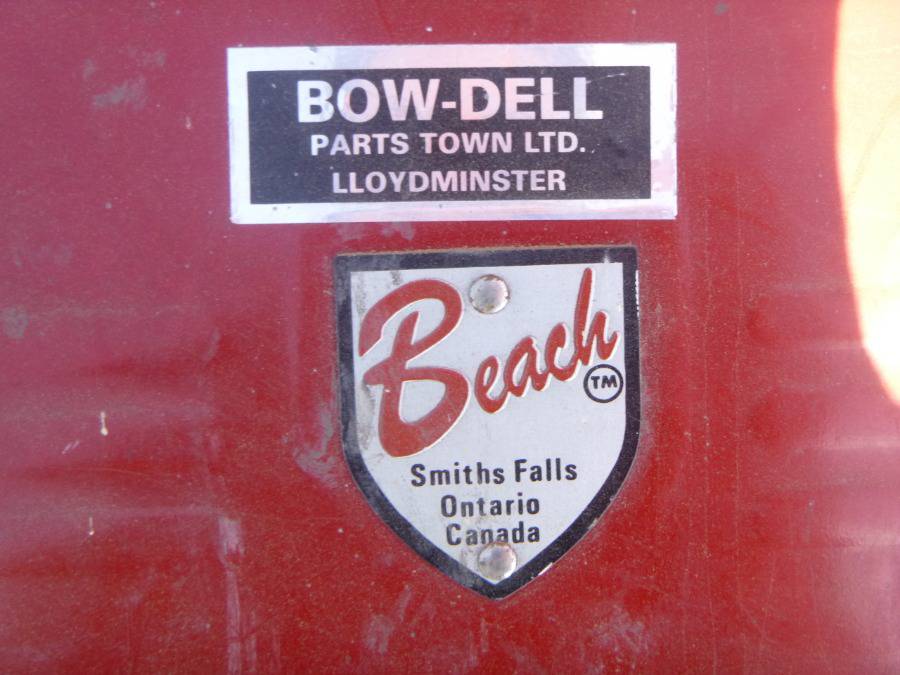 BOW-DELL
PARTS TOWN LTD.
LLOYDMINSTER
Beach
TM
Smiths Falls
Ontario
Canada